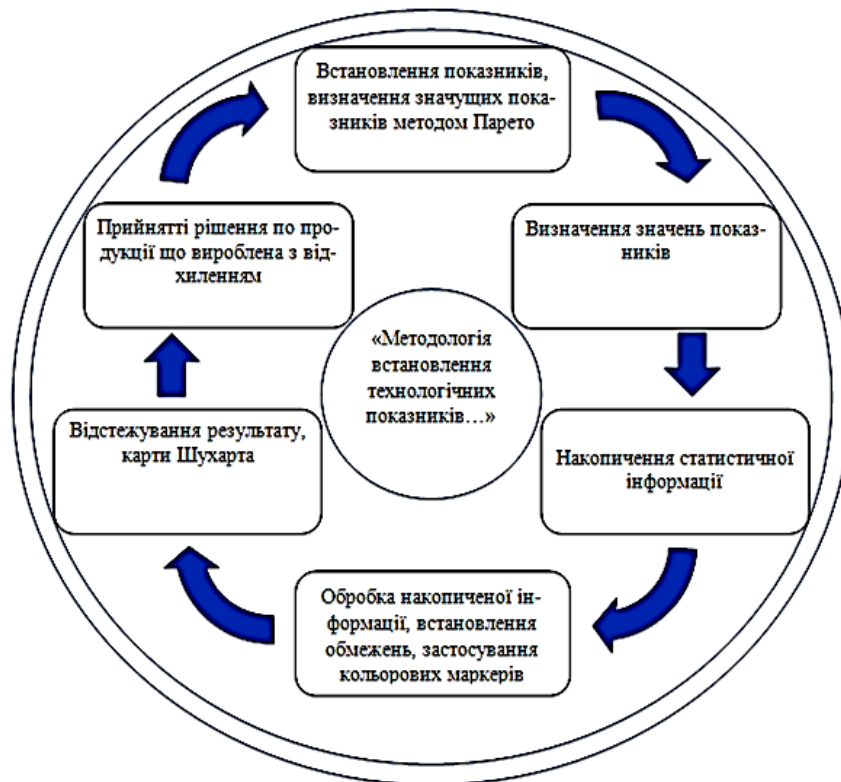 Встановлення показників,
визначення значущих пока-
зників методом Парето
Визначення значень показ-
ників
Накопичення статистичної
інформації
Обробка накопиченої ін-
формації, встановлення
обмежень, застосування
кольорових маркерів
Відстежування результату,
карти Шухарта
Прийнятті рішення по про-
дукції що вироблена з від-
хиленням
«Методологія
встановлення
технологічних
показників...»